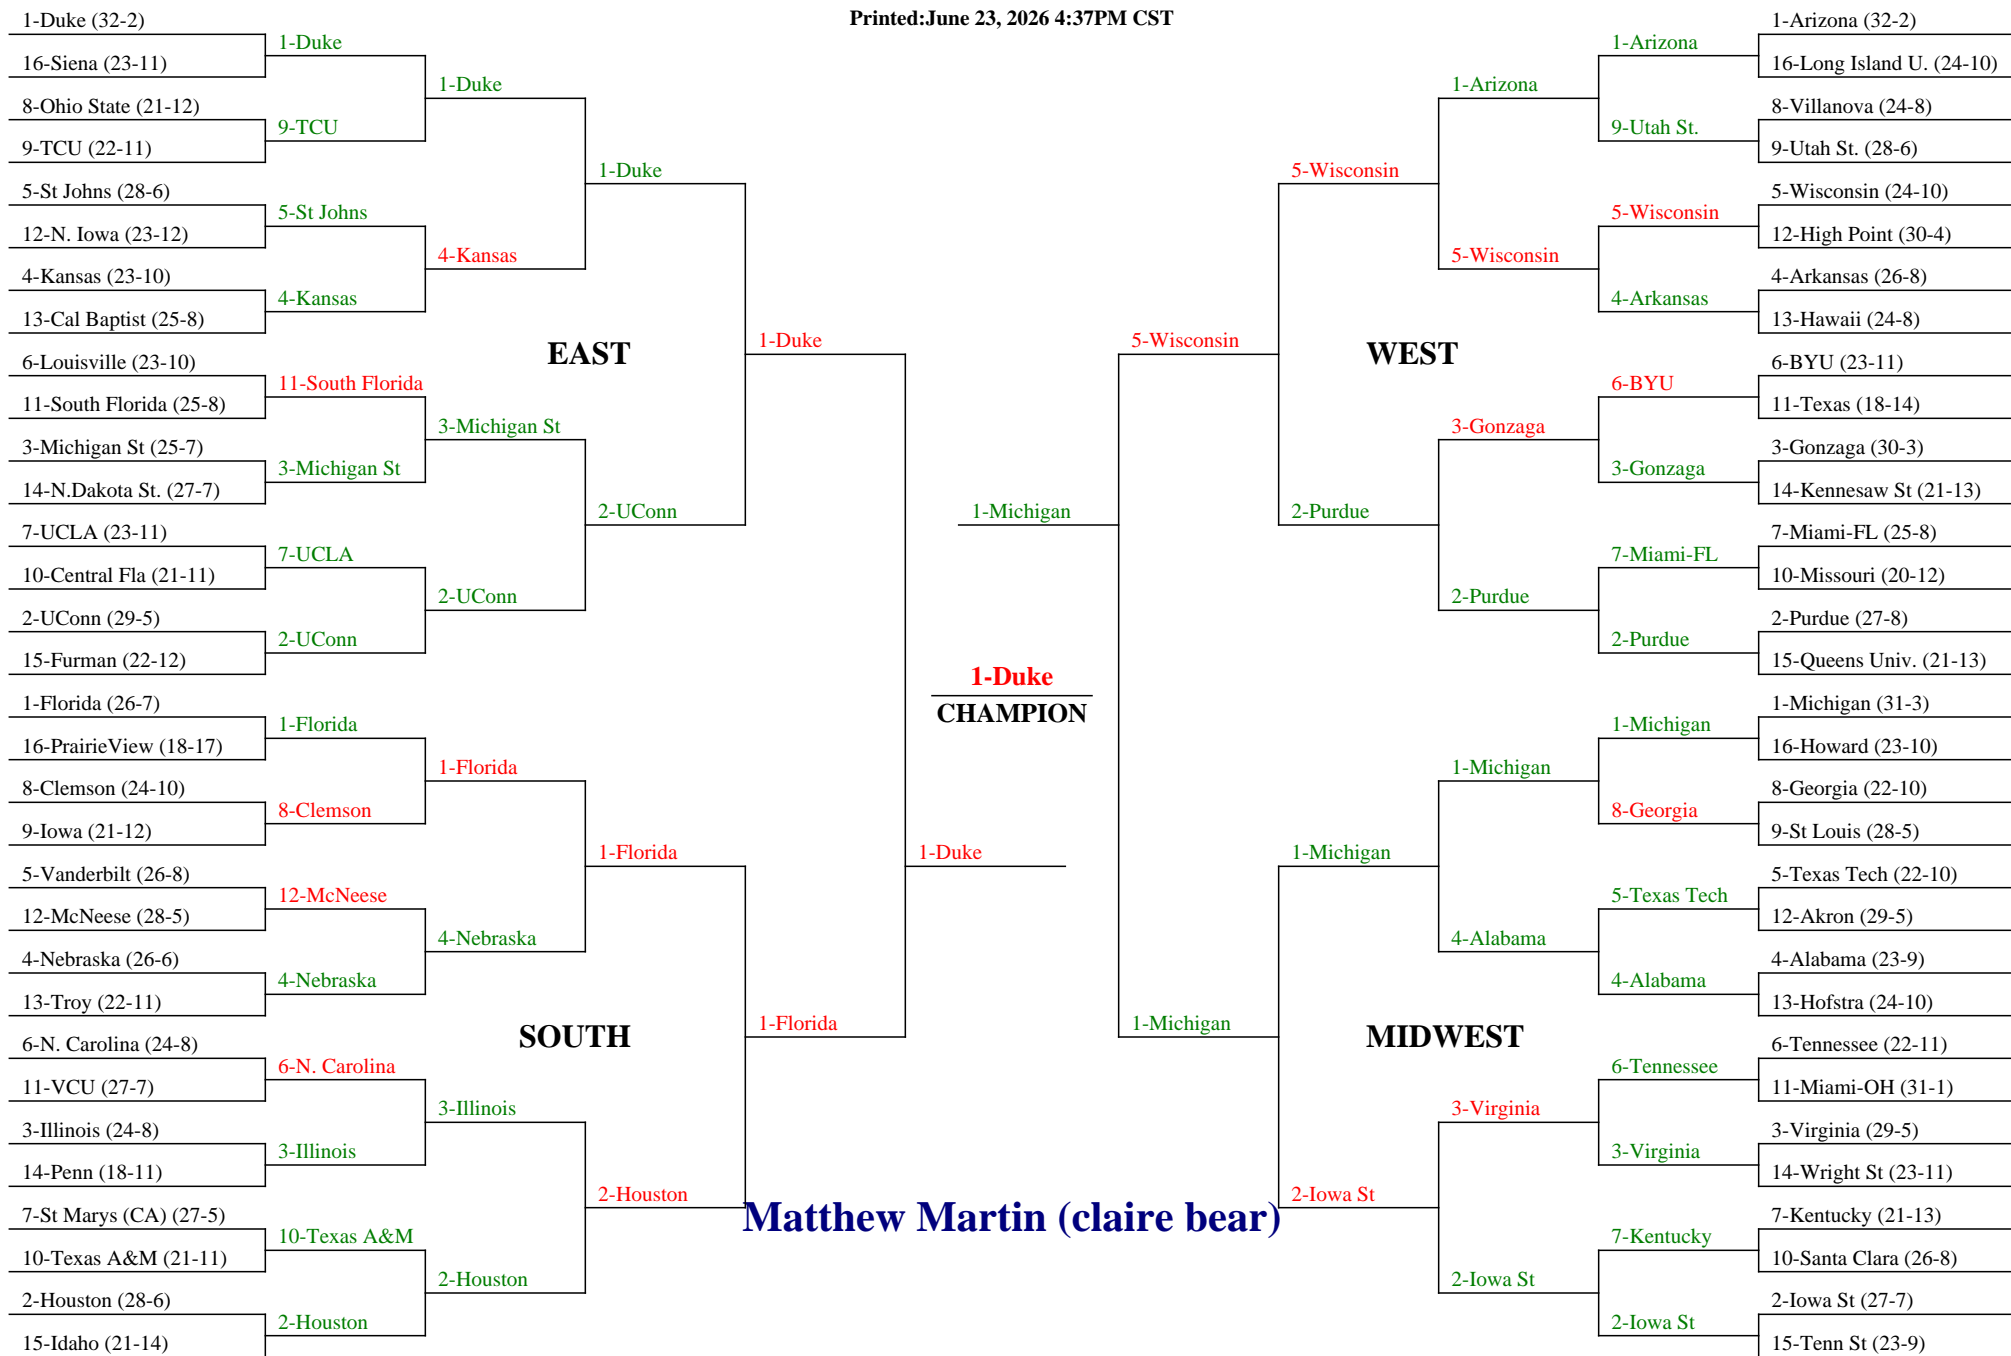 Printed:June 23, 2026 4:37PM CST
1-Duke (32-2)
16-Siena (23-11)
8-Ohio State (21-12)
9-TCU (22-11)
5-St Johns (28-6)
12-N. Iowa (23-12)
4-Kansas (23-10)
13-Cal Baptist (25-8)
6-Louisville (23-10)
11-South Florida (25-8)
3-Michigan St (25-7)
14-N.Dakota St. (27-7)
7-UCLA (23-11)
10-Central Fla (21-11)
2-UConn (29-5)
15-Furman (22-12)
1-Florida (26-7)
16-PrairieView (18-17)
8-Clemson (24-10)
9-Iowa (21-12)
5-Vanderbilt (26-8)
12-McNeese (28-5)
4-Nebraska (26-6)
13-Troy (22-11)
6-N. Carolina (24-8)
11-VCU (27-7)
3-Illinois (24-8)
14-Penn (18-11)
7-St Marys (CA) (27-5)
10-Texas A&M (21-11)
2-Houston (28-6)
15-Idaho (21-14)
1-Duke
9-TCU
5-St Johns
4-Kansas
11-South Florida
3-Michigan St
7-UCLA
2-UConn
1-Florida
8-Clemson
12-McNeese
4-Nebraska
6-N. Carolina
3-Illinois
10-Texas A&M
2-Houston
1-Duke
4-Kansas
3-Michigan St
2-UConn
1-Florida
4-Nebraska
3-Illinois
2-Houston
1-Duke
2-UConn
1-Florida
2-Houston
EAST
SOUTH
1-Duke
1-Florida
1-Duke
1-Duke
CHAMPION
1-Michigan
5-Wisconsin
1-Michigan
WEST
MIDWEST
5-Wisconsin
2-Purdue
1-Michigan
2-Iowa St
1-Arizona
5-Wisconsin
3-Gonzaga
2-Purdue
1-Michigan
4-Alabama
3-Virginia
2-Iowa St
1-Arizona
9-Utah St.
5-Wisconsin
4-Arkansas
6-BYU
3-Gonzaga
7-Miami-FL
2-Purdue
1-Michigan
8-Georgia
5-Texas Tech
4-Alabama
6-Tennessee
3-Virginia
7-Kentucky
2-Iowa St
1-Arizona (32-2)
16-Long Island U. (24-10)
8-Villanova (24-8)
9-Utah St. (28-6)
5-Wisconsin (24-10)
12-High Point (30-4)
4-Arkansas (26-8)
13-Hawaii (24-8)
6-BYU (23-11)
11-Texas (18-14)
3-Gonzaga (30-3)
14-Kennesaw St (21-13)
7-Miami-FL (25-8)
10-Missouri (20-12)
2-Purdue (27-8)
15-Queens Univ. (21-13)
1-Michigan (31-3)
16-Howard (23-10)
8-Georgia (22-10)
9-St Louis (28-5)
5-Texas Tech (22-10)
12-Akron (29-5)
4-Alabama (23-9)
13-Hofstra (24-10)
6-Tennessee (22-11)
11-Miami-OH (31-1)
3-Virginia (29-5)
14-Wright St (23-11)
7-Kentucky (21-13)
10-Santa Clara (26-8)
2-Iowa St (27-7)
15-Tenn St (23-9)
Matthew Martin (claire bear)